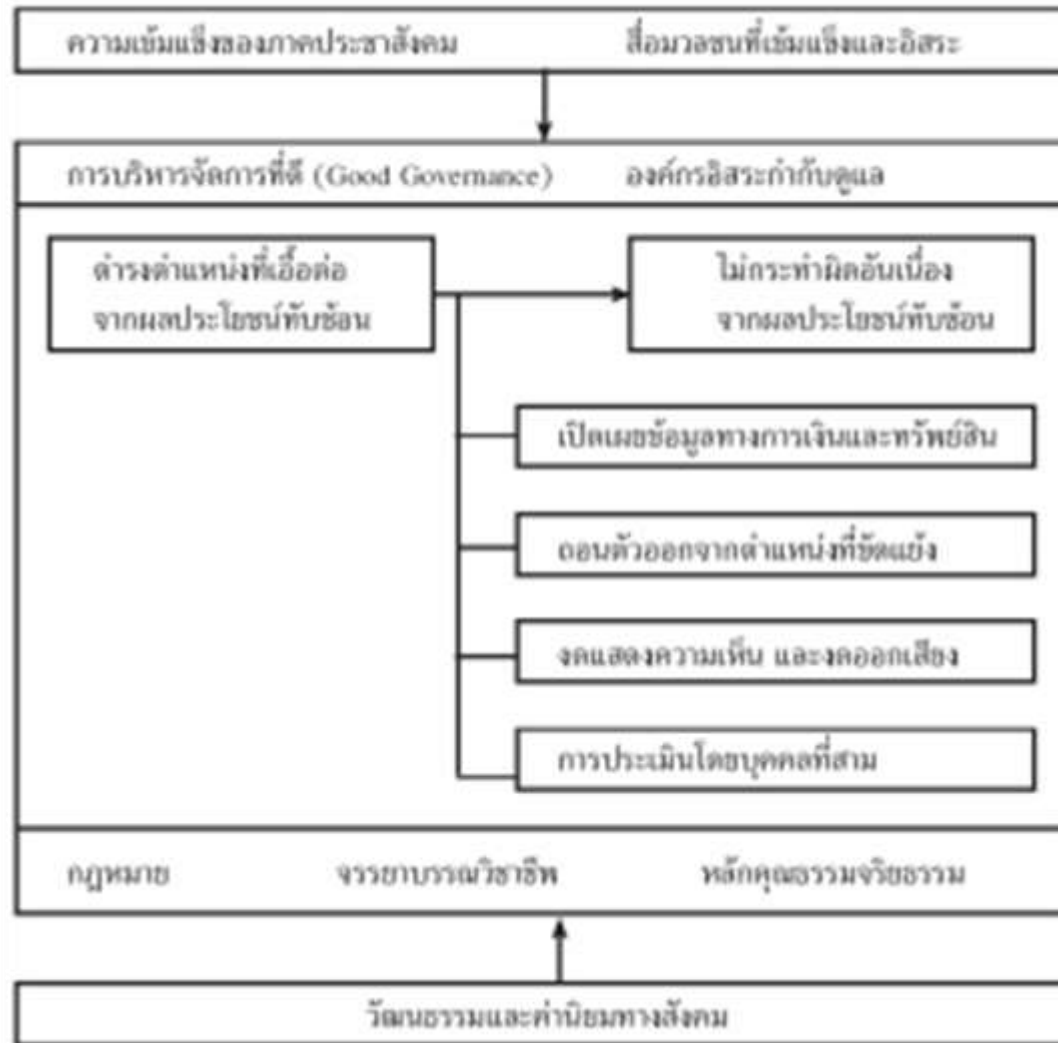 ความเข้มแข็งของภาคประชาสังคม สื่อมวลชนที่เข้มแข็งและอิสระ
การบริหารจัดการที่ดี (Good Governance) องค์กรอิสระกำกับดูแล
ดำรงตำแหน่งที่เอื้อต่อ
จากผลประโยชน์ทับซ้อน
ไม่กระทำผิดอันเนื่อง
จากผลประโยชน์ทับซ้อน
เปิดเผยข้อมูลทางการเงินและทรัพย์สิน
ถอนตัวออกจากตำแหน่งที่ขัดแย้ง
งดแสดงความเห็น และงดออกเสียง
การประเมินโดยบุคคลที่สาม
กฎหมาย จรรยาบรรณวิชาชีพ หลักคุณธรรมจริยธรรม
วัฒนธรรมและค่านิยมทางสังคม